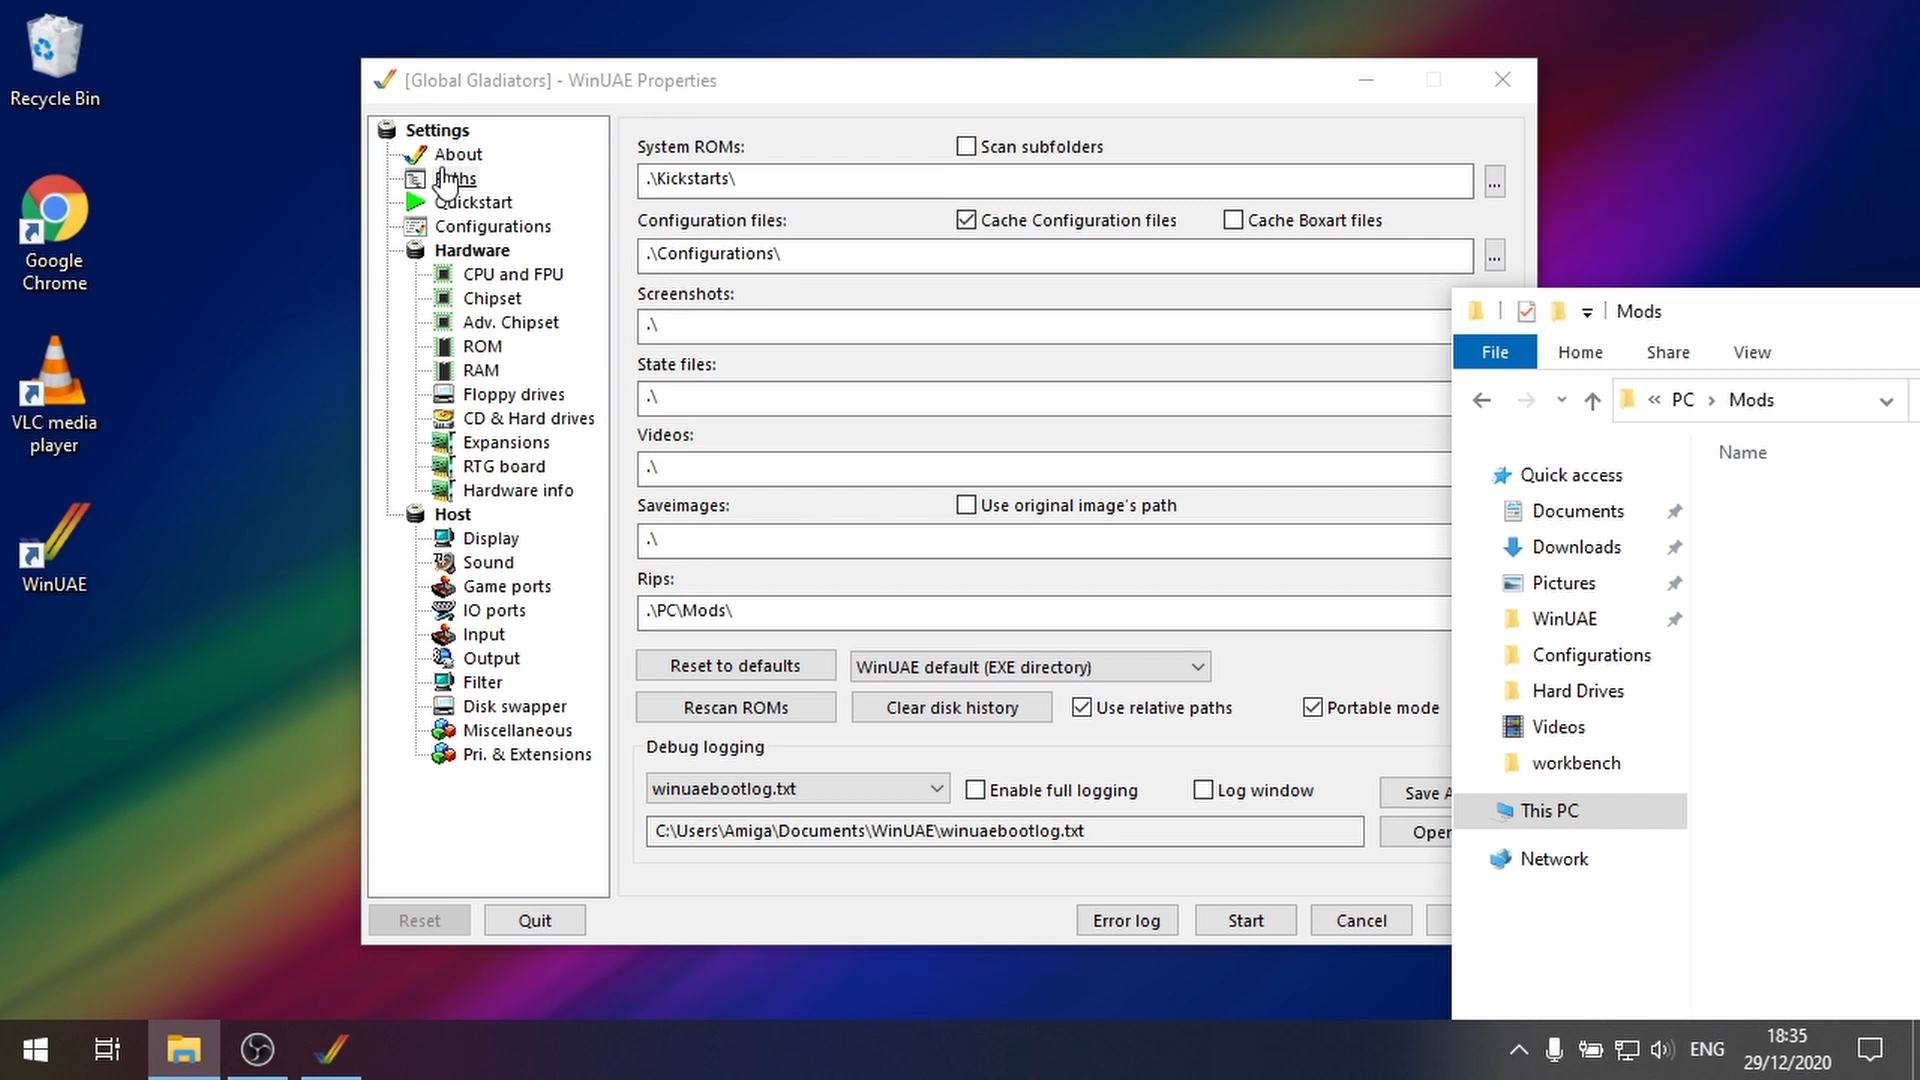 Recycle Bin
Google
Chrome
VLC media
player
WinUAE
[Global Gladiators] - WinUAE Properties
Settings
About
Quickstart
Configurations
Hardware
CPU and FPU
Chipset
Adv. Chipset
ROM
RAM
Floppy drives
CD & Hard drives
Expansions
RTG board
Hardware info
Host
Display
Sound
Game ports
IO ports
Input
Output
Filter
Disk swapper
Miscellaneous
Pri. & Extensions
System ROMs:
Scan subfolders
.\Kickstarts\
...
Configuration files:
Cache Configuration files
Cache Boxart files
.\Configurations\
...
Screenshots:
.\
State files:
.\
Videos:
.\
Saveimages:
Use original image's path
.\
Rips:
.\PC\Mods\
Reset to defaults
WinUAE default (EXE directory)
Rescan ROMs
Clear disk history
Use relative paths
Portable mode
Debug logging
winuaebootlog.txt
Enable full logging
Log window
Save A
C:\Users\Amiga\Documents\WinUAE\winuaebootlog.txt
Open
Reset
Quit
Error log
Start
Cancel
Mods
File
Home
Share
View
« PC › Mods
Name
Quick access
Documents
Downloads
Pictures
WinUAE
Configurations
Hard Drives
Videos
workbench
This PC
Network
ENG
18:35
29/12/2020